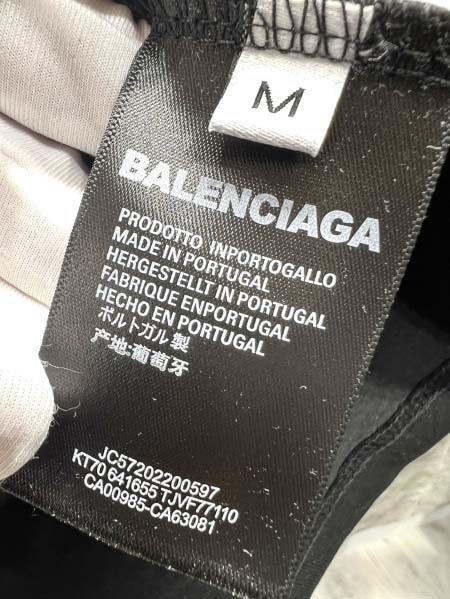 M
BALENCIAGA
PRODOTTO INPORTOGALLO
MADE IN PORTUGAL
HERGESTELLT IN PORTUGAL
FABRIQUE ENPORTUGAL
HECHO EN PORTUGAL
ポルトガル製
产地:葡萄牙
JC57202200597
KT70 641655 TJVF77110
CA00985-CA63081